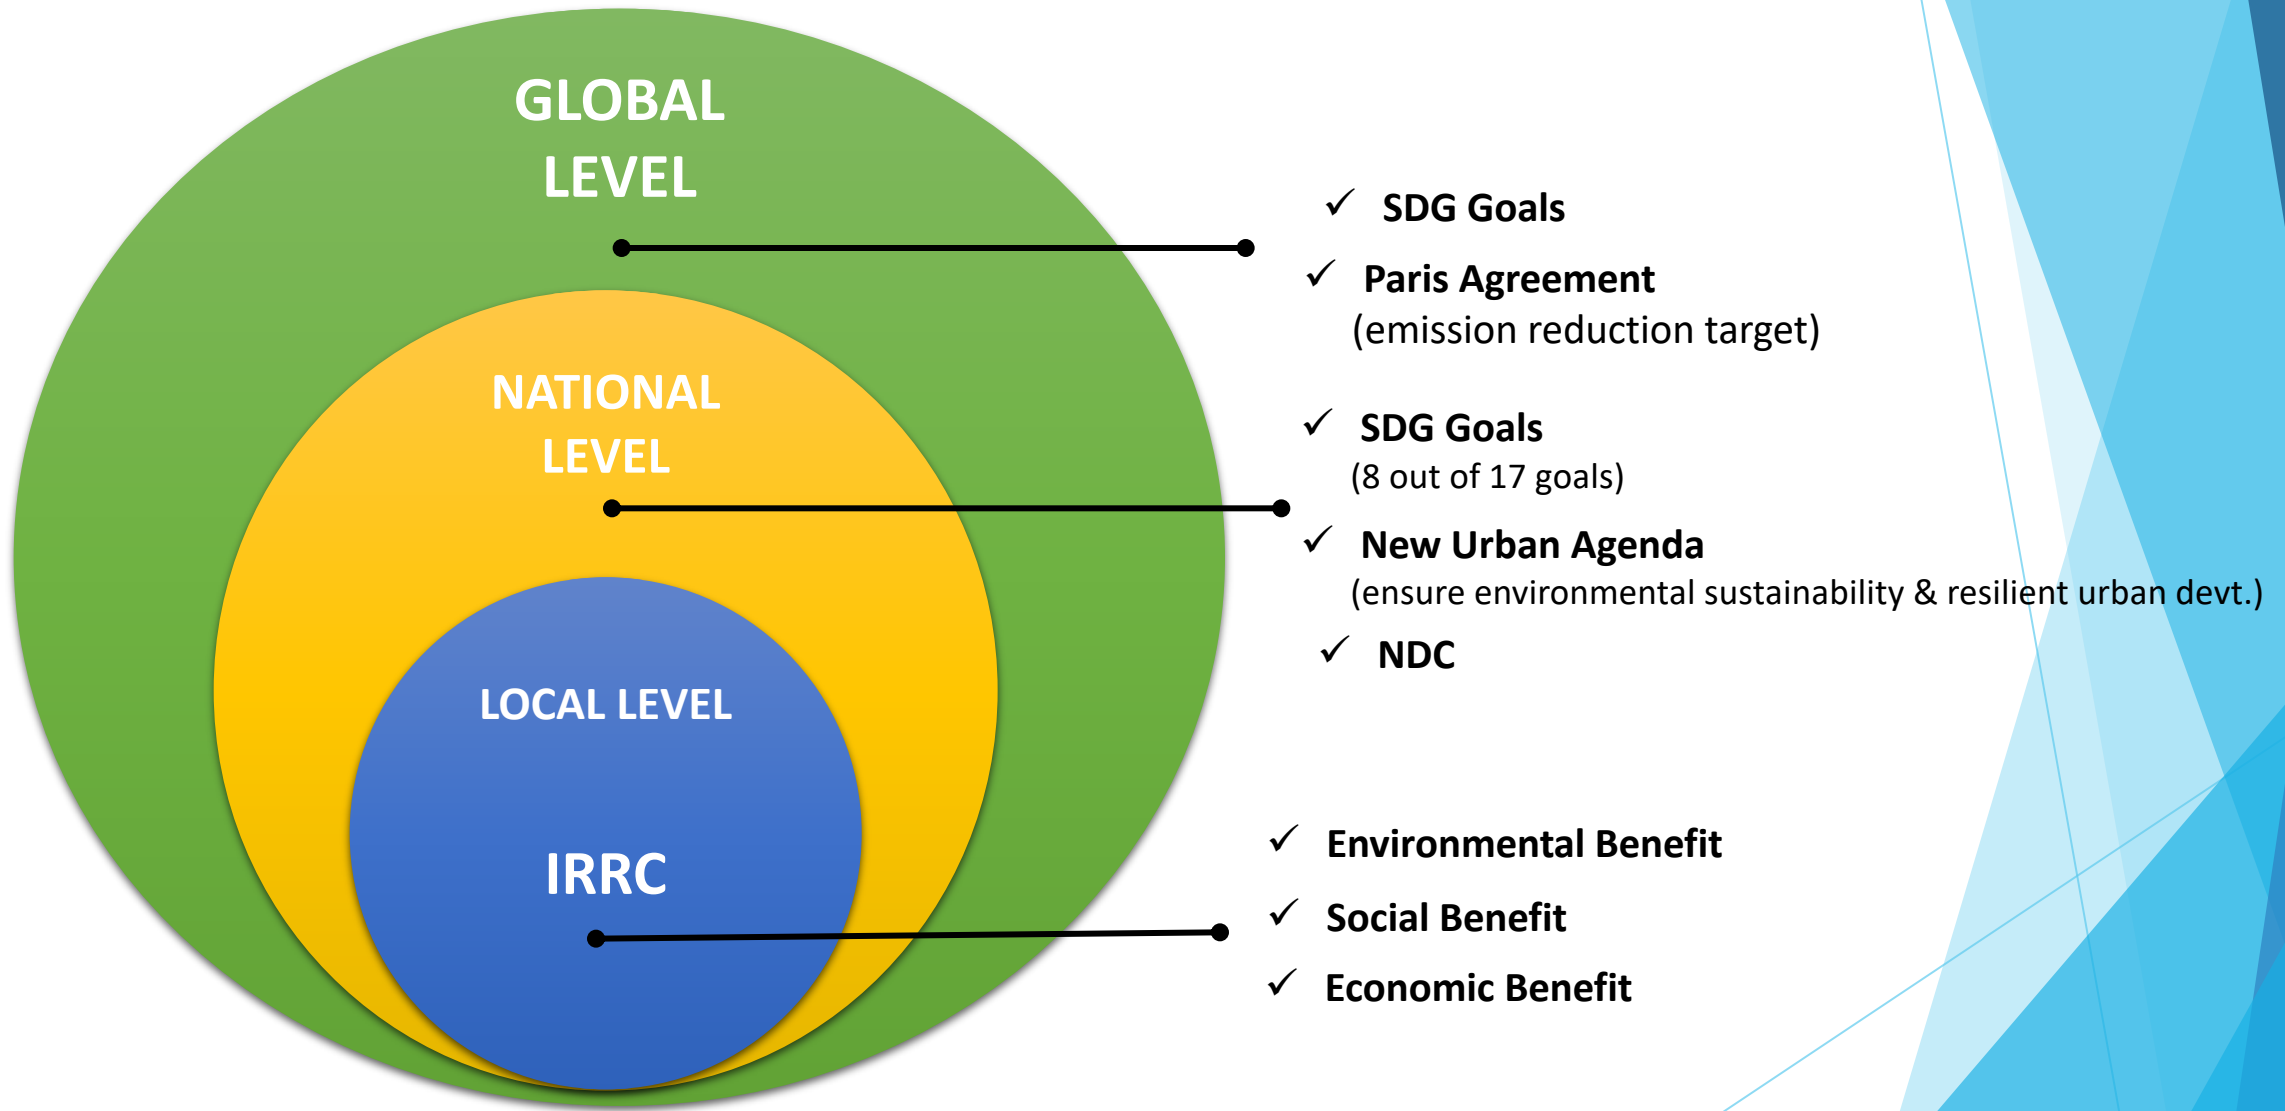 GLOBAL
LEVEL
✓ SDG Goals
✓ Paris Agreement
(emission reduction target)
NATIONAL
LEVEL
✓ SDG Goals
(8 out of 17 goals)
✓ New Urban Agenda
(ensure environmental sustainability & resilient urban devt.)
✓ NDC
LOCAL LEVEL
IRRC
✓ Environmental Benefit
✓ Social Benefit
✓ Economic Benefit